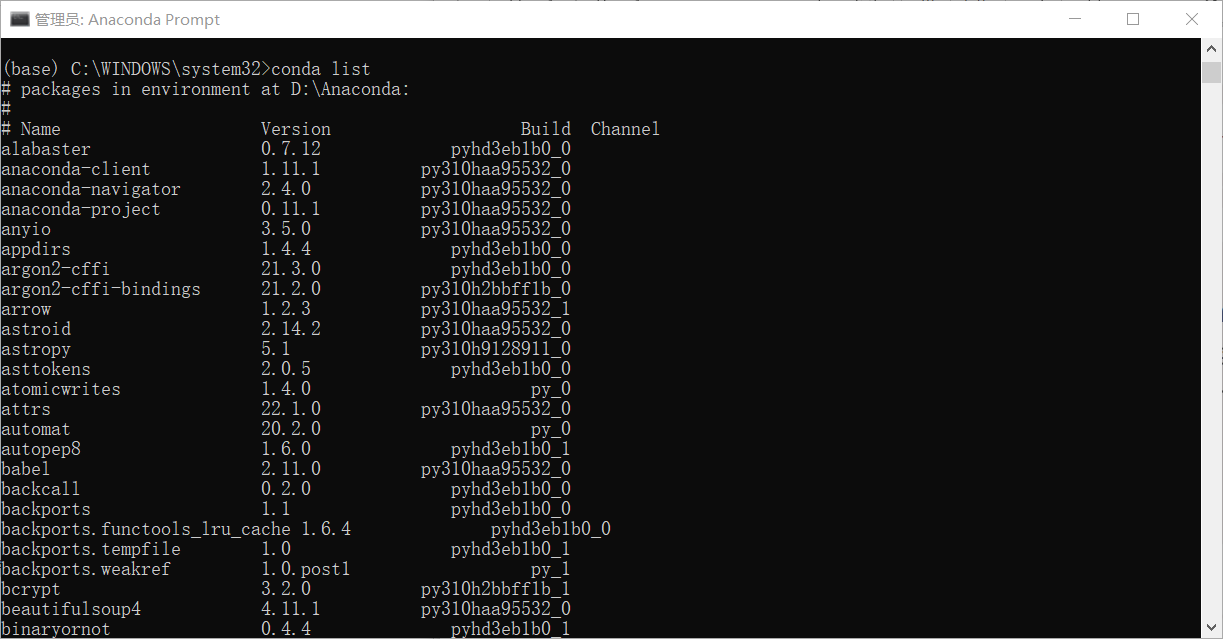 管理员: Anaconda Prompt
(base) C:\WINDOWS\system32>conda list
# packages in environment at D:\Anaconda:
#
# Name                    Version                   Build  Channel
alabaster                 0.7.12             pyhd3eb1b0_0
anaconda-client           1.11.1          py310haa95532_0
anaconda-navigator        2.4.0           py310haa95532_0
anaconda-project          0.11.1          py310haa95532_0
anyio                     3.5.0           py310haa95532_0
appdirs                   1.4.4              pyhd3eb1b0_0
argon2-cffi               21.3.0             pyhd3eb1b0_0
argon2-cffi-bindings      21.2.0          py310h2bbff1b_0
arrow                     1.2.3           py310haa95532_1
astroid                   2.14.2          py310haa95532_0
astropy                   5.1             py310h9128911_0
asttokens                 2.0.5              pyhd3eb1b0_0
atomicwrites              1.4.0                      py_0
attrs                     22.1.0          py310haa95532_0
automat                   20.2.0                     py_0
autopep8                  1.6.0              pyhd3eb1b0_1
babel                     2.11.0          py310haa95532_0
backcall                  0.2.0              pyhd3eb1b0_0
backports                 1.1                pyhd3eb1b0_0
backports.functools_lru_cache 1.6.4              pyhd3eb1b0_0
backports.tempfile        1.0                pyhd3eb1b0_1
backports.weakref         1.0.post1                  py_1
bcrypt                    3.2.0           py310h2bbff1b_1
beautifulsoup4            4.11.1          py310haa95532_0
binaryornot               0.4.4              pyhd3eb1b0_1